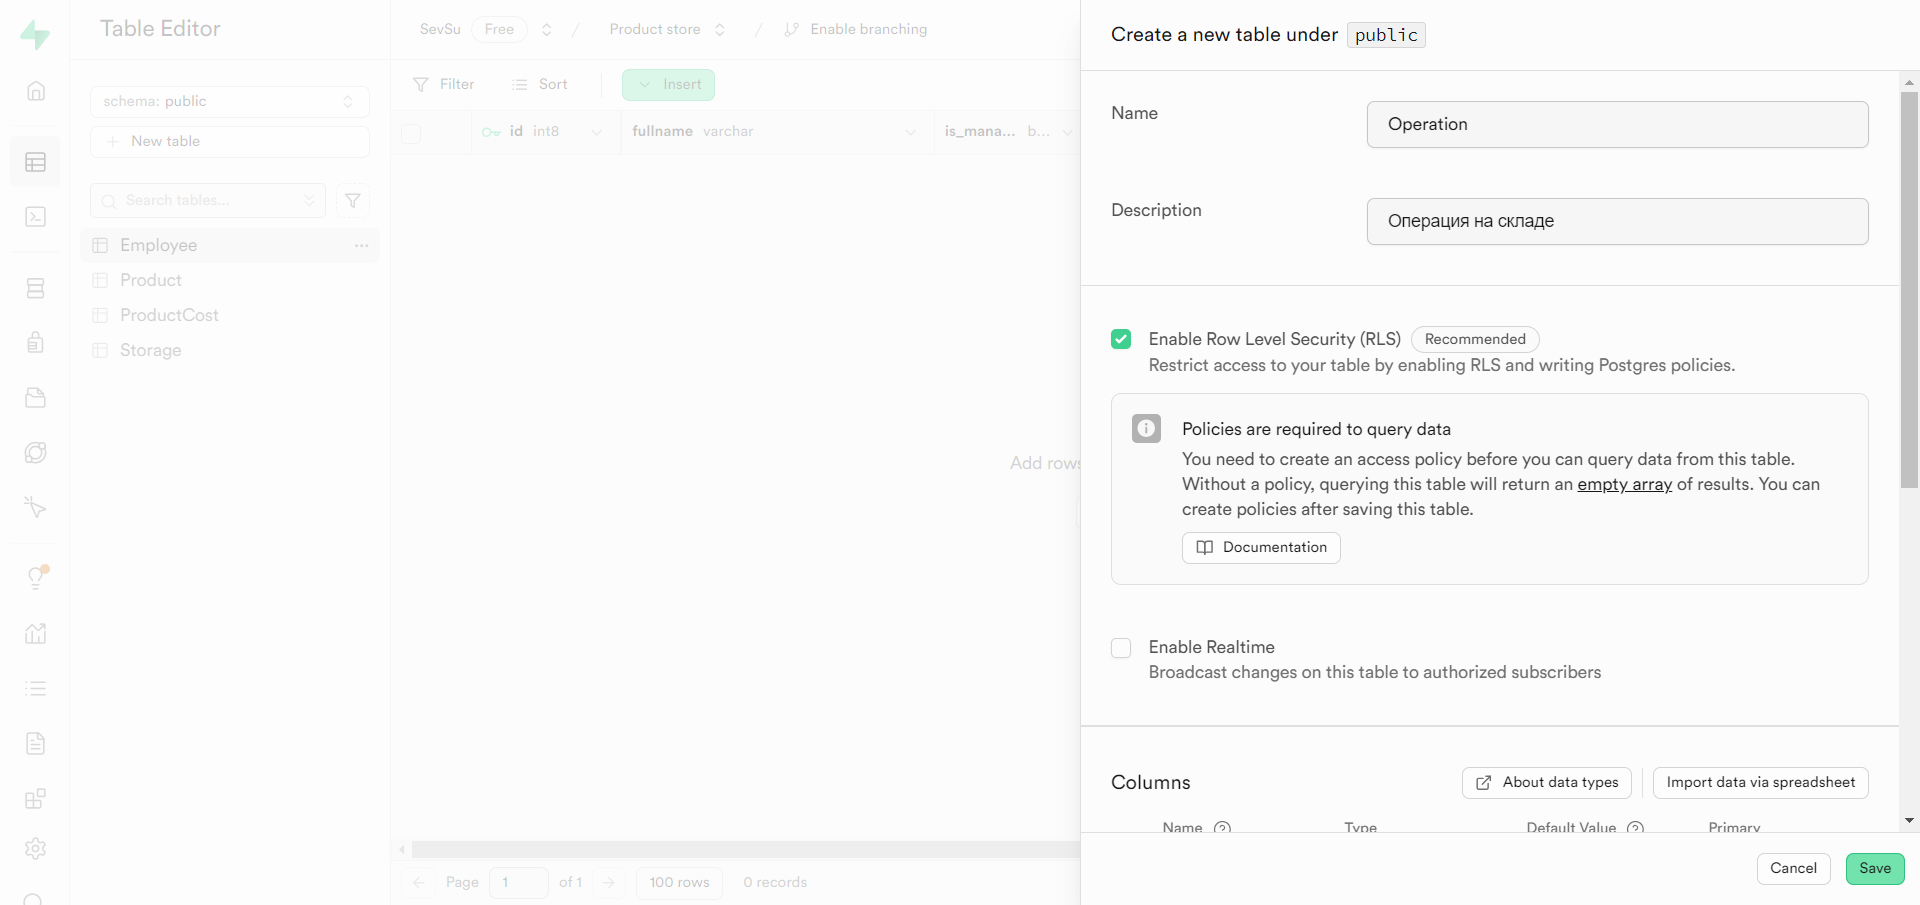 Table Editor
schema: public
New table
Search tables...
Employee
Product
ProductCost
Storage
SevSu Free / Product store / Enable branching
Filter Sort Insert
id int8 fullname varchar is_mana... b...
Add rows
Page 1 of 1 100 rows 0 records
Create a new table under public
Name
Operation
Description
Операция на складе
Enable Row Level Security (RLS) Recommended
Restrict access to your table by enabling RLS and writing Postgres policies.
Policies are required to query data
You need to create an access policy before you can query data from this table.
Without a policy, querying this table will return an empty array of results. You can
create policies after saving this table.
Documentation
Enable Realtime
Broadcast changes on this table to authorized subscribers
Columns About data types Import data via spreadsheet
Name Type Default Value Primary
Cancel Save